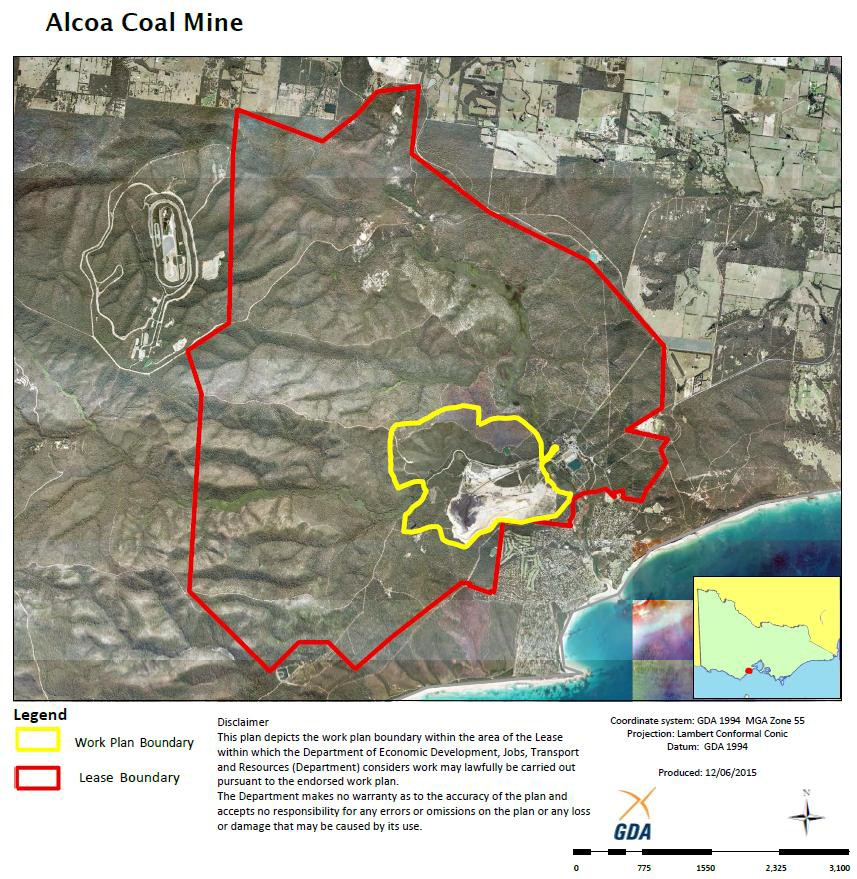 Alcoa Coal Mine
Legend
Work Plan Boundary
Lease Boundary
Disclaimer
This plan depicts the work plan boundary within the area of the Lease
within which the Department of Economic Development, Jobs, Transport
and Resources (Department) considers work may lawfully be carried out
pursuant to the endorsed work plan.
The Department makes no warranty as to the accuracy of the plan and
accepts no responsibility for any errors or omissions on the plan or any loss
or damage that may be caused by its use.
Coordinate system: GDA 1994 MGA Zone 55
Projection: Lambert Conformal Conic
Datum: GDA 1994
Produced: 12/06/2015
GDA
N
0 775 1550 2,325 3,100